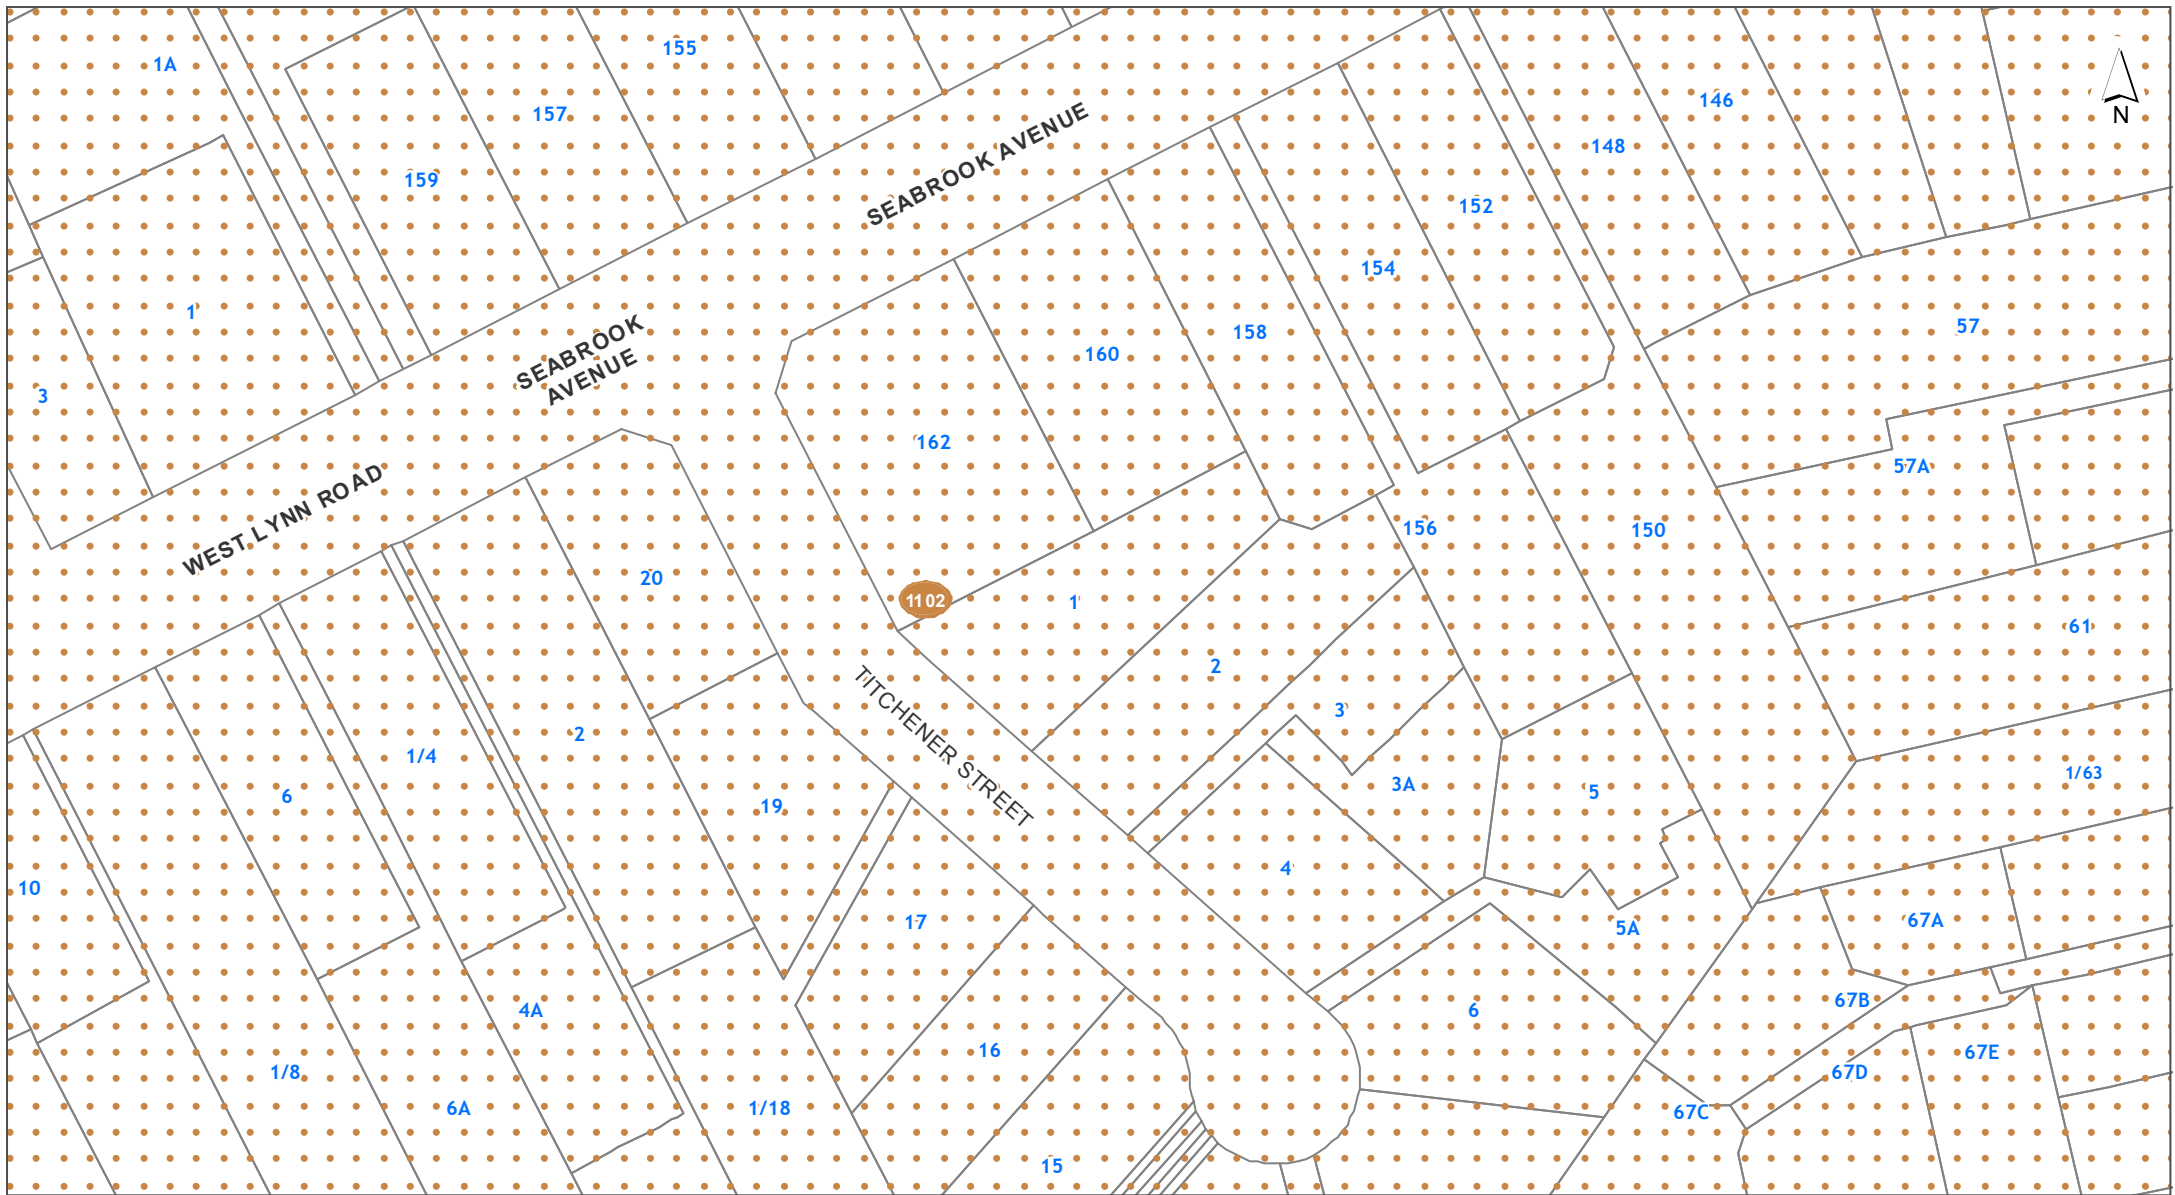 155
1A
146
N
157
SEABROOK AVENUE
148
159
152
154
1
57
158
SEABROOK
AVENUE
160
3
162
57A
WEST LYNN ROAD
156
150
20
1102
1
61
2
TITCHENER STREET
3
2
1/4
1/63
3A
5
6
19
4
10
17
67A
5A
67B
4A
6
16
67E
1/8
67D
6A
1/18
67C
15